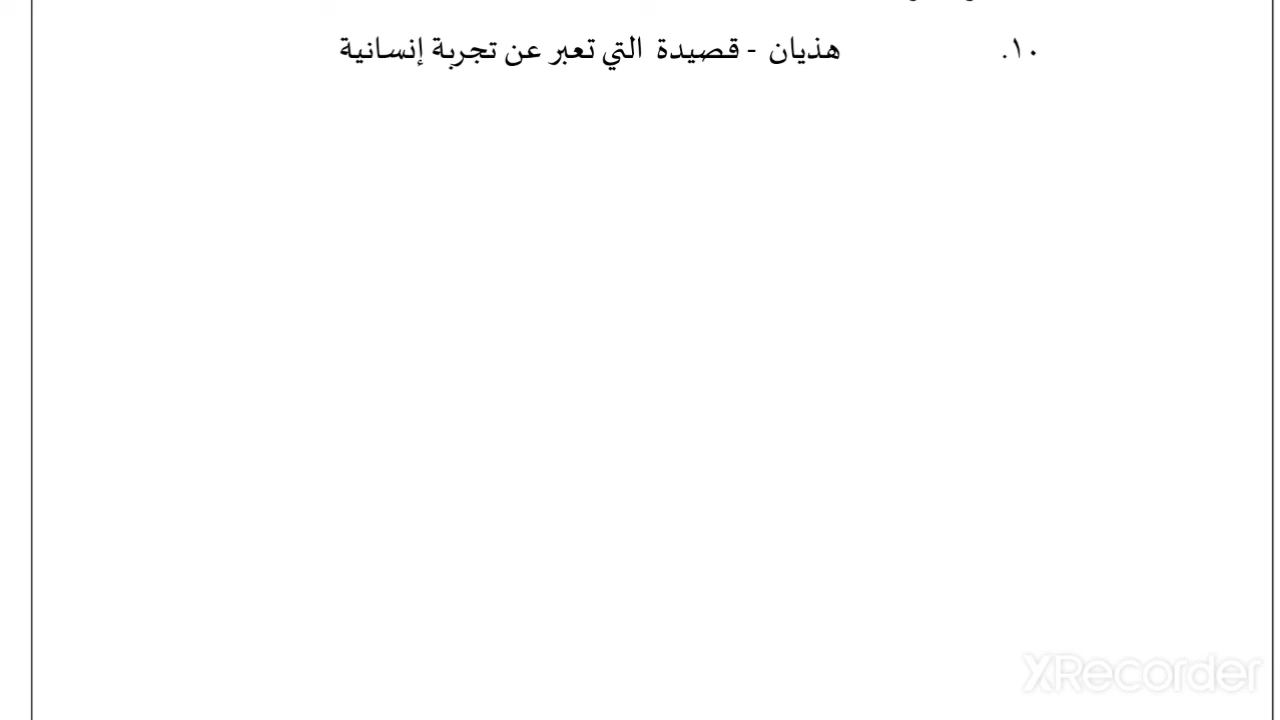 ١٠. هذيان - قصيدة التي تعبر عن تجربة إنسانية
XRecorder